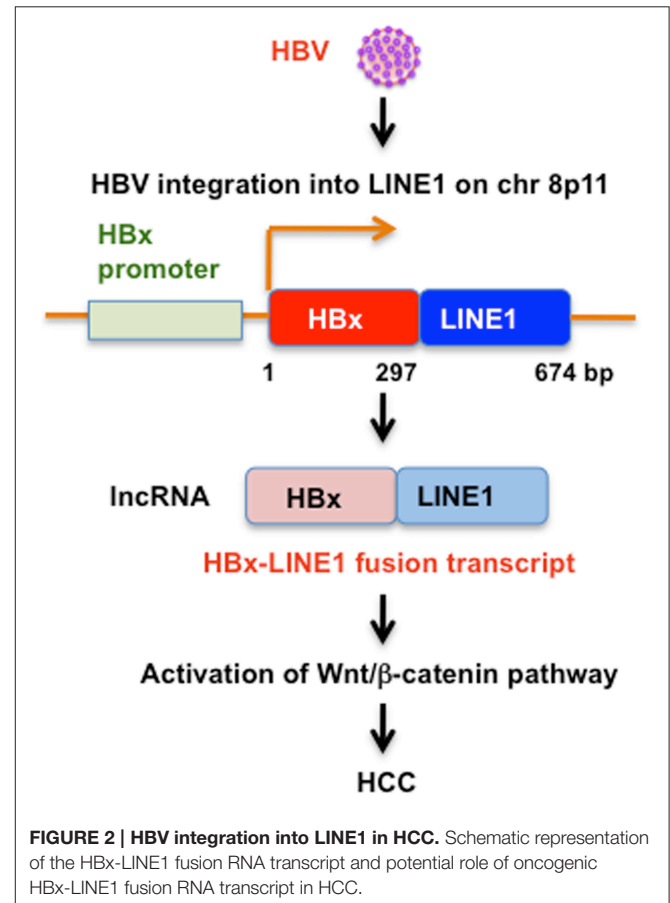 HBV
HBV integration into LINE1 on chr 8p11
HBx
promoter
HBx LINE1
1 297 674 bp
lncRNA HBx LINE1
HBx-LINE1 fusion transcript
Activation of Wnt/β-catenin pathway
HCC
FIGURE 2 | HBV integration into LINE1 in HCC. Schematic representation
of the HBx-LINE1 fusion RNA transcript and potential role of oncogenic
HBx-LINE1 fusion RNA transcript in HCC.